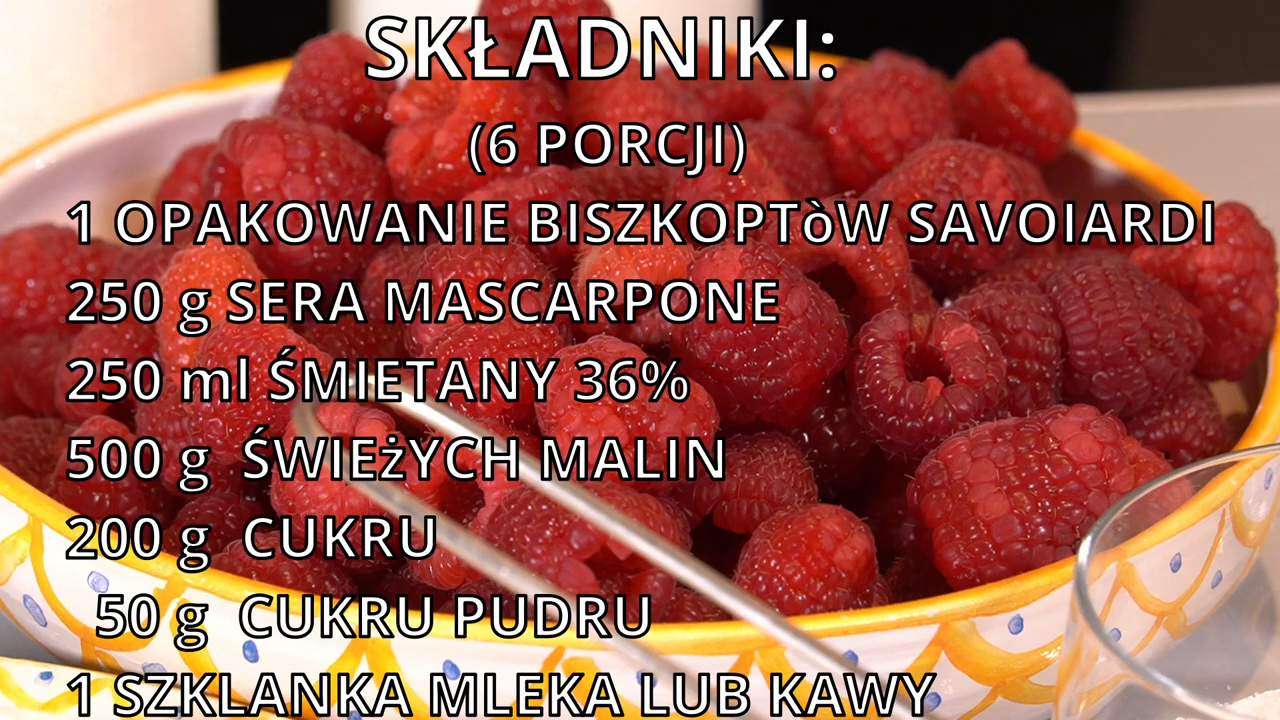 SKŁADNIKI:
(6 PORCJI)
1 OPAKOWANIE BISZKOPTòW SAVOIARDI
250 g SERA MASCARPONE
250 ml ŚMIETANY 36%
500 g ŚWIEżYCH MALIN
200 g CUKRU
50 g CUKRU PUDRU
1 SZKLANKA MLEKA LUB KAWY